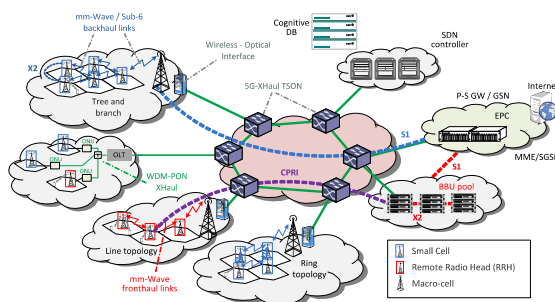 mm-Wave / Sub-6
backhaul links
X2
Tree and
branch
Wireless - Optical
Interface
Cognitive
DB
SDN
controller
5G-XHaul TSON
P-S GW / GSN
Internet
EPC
MME/SGSN
S1
S1
ONU
ONU
ONU
OLT
WDM-PON
XHaul
CPRI
BBU pool
X2
Line topology
mm-Wave
fronthaul links
Ring
topology
Small Cell
Remote Radio Head (RRH)
Macro-cell